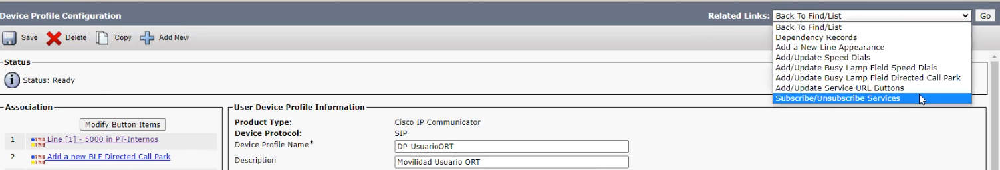 Device Profile Configuration
Related Links: Back To Find/List Go
Back To Find/List
Dependency Records
Add a New Line Appearance
Add/Update Speed Dials
Add/Update Busy Lamp Field Speed Dials
Add/Update Busy Lamp Field Directed Call Park
Add/Update Service URL Buttons
Subscribe/Unsubscribe Services
Save Delete Copy Add New
Status
Status: Ready
Association
Modify Button Items
1 Line [1] - 5000 in PT-Internos
2 Add a new BLF Directed Call Park
User Device Profile Information
Product Type: Cisco IP Communicator
Device Protocol: SIP
Device Profile Name* DP-UsuarioORT
Description Movilidad Usuario ORT